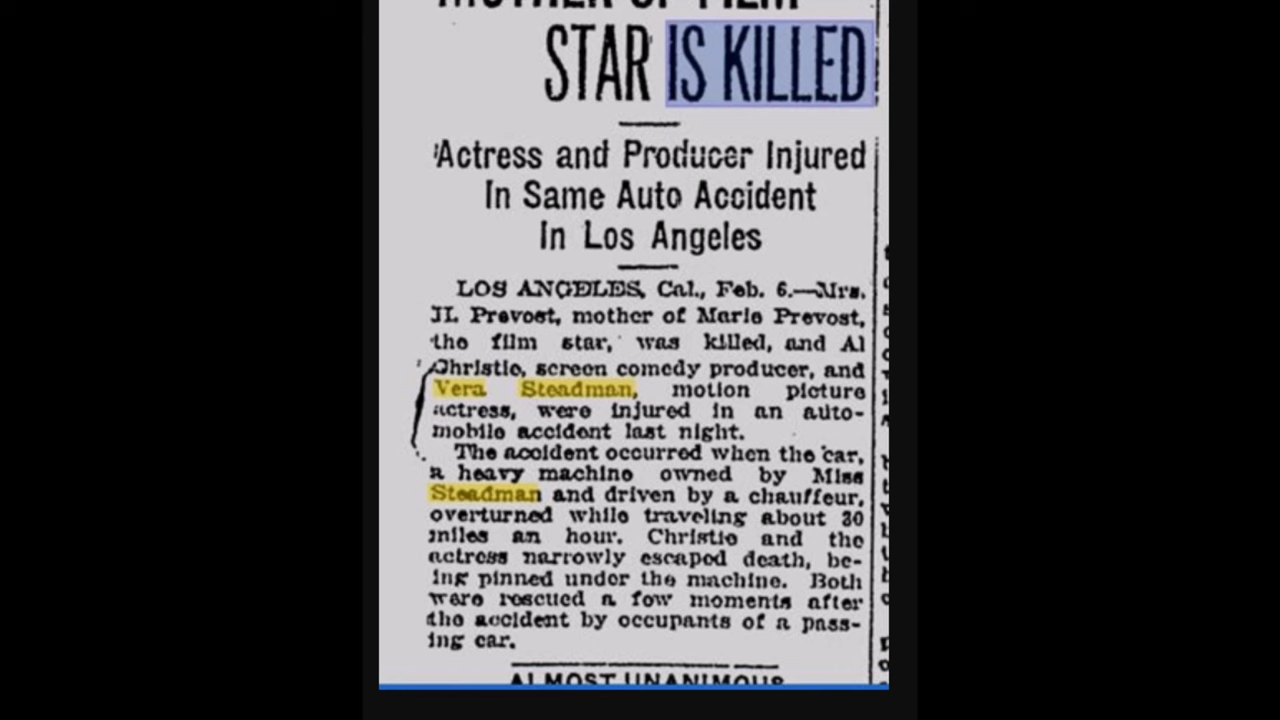 MOTHER OF FILM
STAR IS KILLED
Actress and Producer Injured
In Same Auto Accident
In Los Angeles
LOS ANGELES, Cal., Feb. 6.—Mrs.
H. Prevost, mother of Marie Prevost,
the film star, was killed, and Al
Christie, screen comedy producer, and
Vera Steadman, motion picture
actress, were injured in an auto-
mobile accident last night.
The accident occurred when the car,
a heavy machine owned by Miss
Steadman and driven by a chauffeur,
overturned while traveling about 30
miles an hour. Christie and the
actress narrowly escaped death, be-
ing pinned under the machine. Both
were rescued a few moments after
the accident by occupants of a pass-
ing car.
ALMOST UNANIMOUS